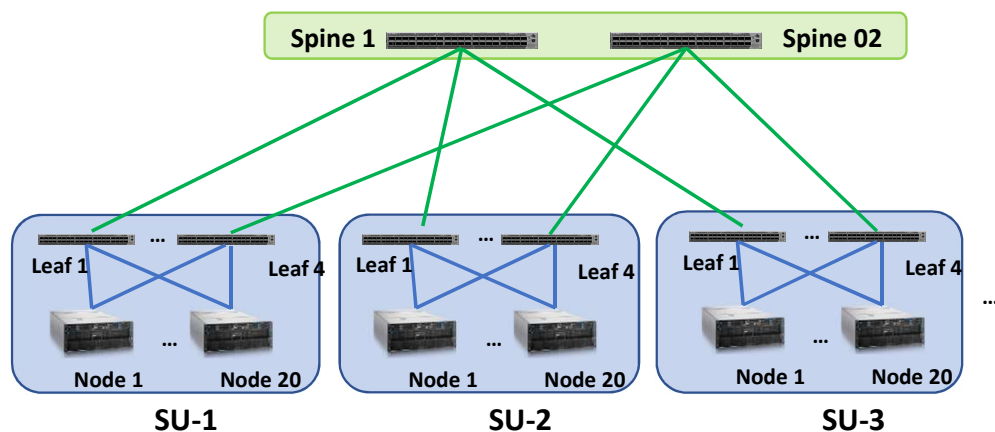 Spine 1
Spine 02
... ... ...
Leaf 1 Leaf 4 Leaf 1 Leaf 4 Leaf 1 Leaf 4
...
... ... ...
Node 1 Node 20 Node 1 Node 20 Node 1 Node 20
SU-1 SU-2 SU-3